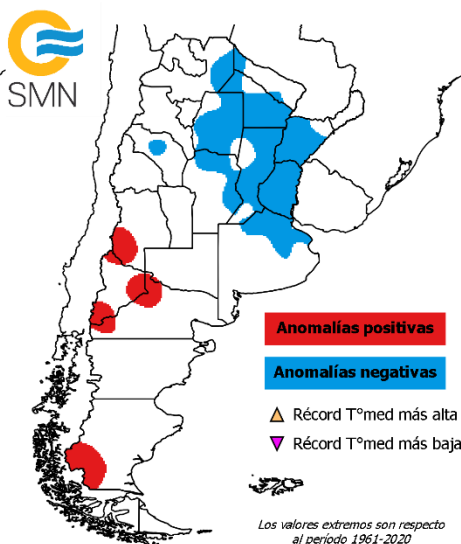 SMN
Anomalías positivas
Anomalías negativas
Récord T°med más alta
Récord T°med más baja
Los valores extremos son respecto
al período 1961-2020